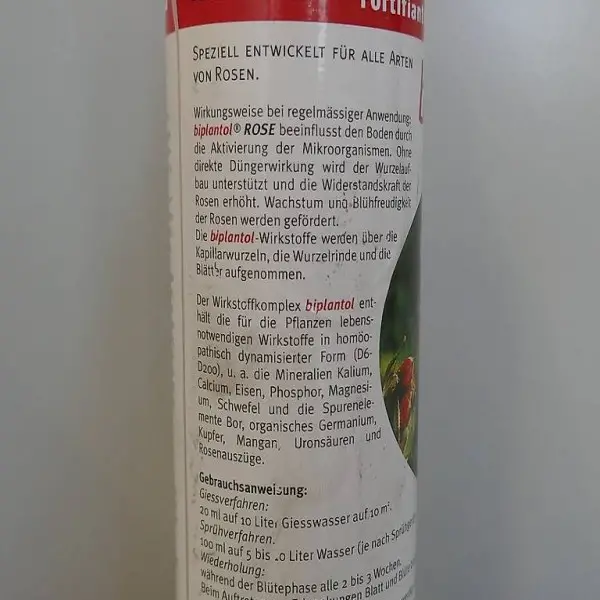 Fortifiant
SPEZIELL ENTWICKELT FÜR ALLE ARTEN
VON ROSEN.
Wirkungsweise bei regelmässiger Anwendung:
biplantol® ROSE beeinflusst den Boden durch
die Aktivierung der Mikroorganismen. Ohne
direkte Düngerwirkung wird der Wurzelauf-
bau unterstützt und die Widerstandskraft der
Rosen erhöht. Wachstum und Blühfreudigkeit
der Rosen werden gefördert.
Die biplantol-Wirkstoffe werden über die
Kapillarwurzeln, die Wurzelrinde und die
Blätter aufgenommen.
Der Wirkstoffkomplex biplantol ent-
hält die für die Pflanzen lebens-
notwendigen Wirkstoffe in homöo-
pathisch dynamisierter Form (D6-
D200), u. a. die Mineralien Kalium,
Calcium, Eisen, Phosphor, Magnesi-
um, Schwefel und die Spurenele-
mente Bor, organisches Germanium,
Kupfer, Mangan, Uronsäuren und
Rosenauszüge.
Gebrauchsanweisung:
Giessverfahren:
20 ml auf 10 Liter Giesswasser auf 10 m².
Sprühverfahren.
100 ml auf 5 bis 10 Liter Wasser (je nach
Wiederholung:
während der Blütephase alle 2 bis 3 Wochen.
Beim Blatt und